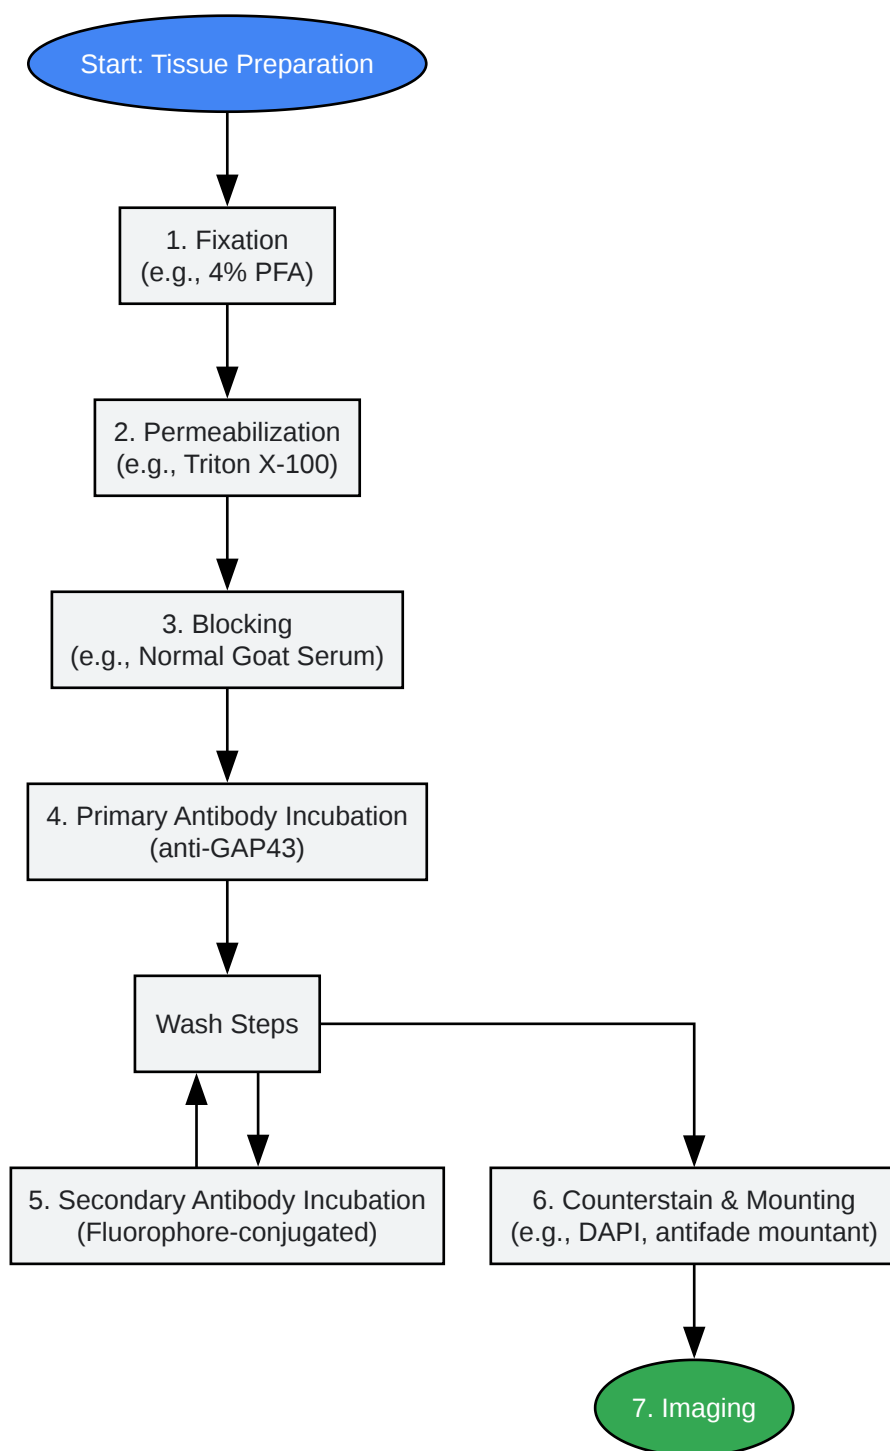 Start: Tissue Preparation
1. Fixation
(e.g., 4% PFA)
2. Permeabilization
(e.g., Triton X-100)
3. Blocking
(e.g., Normal Goat Serum)
4. Primary Antibody Incubation
(anti-GAP43)
Wash Steps
5. Secondary Antibody Incubation
(Fluorophore-conjugated)
6. Counterstain & Mounting
(e.g., DAPI, antifade mountant)
7. Imaging